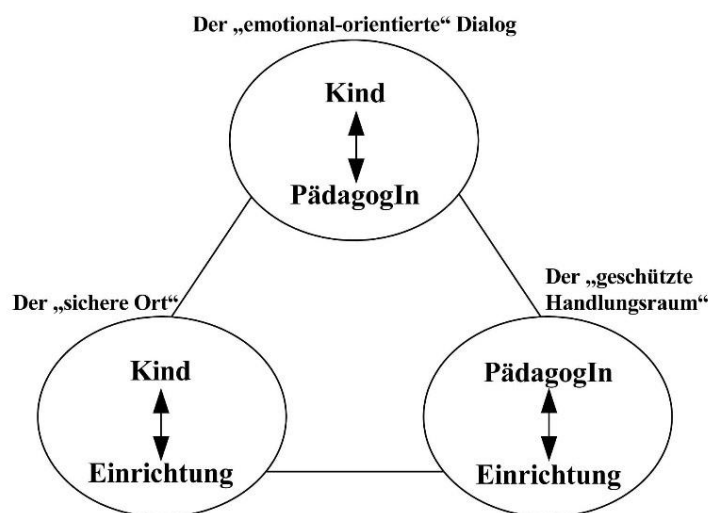 Der „emotional-orientierte“ Dialog
Kind
PädagogIn
Der „sichere Ort“
Kind
Einrichtung
Der „geschützte
Handlungsraum“
PädagogIn
Einrichtung